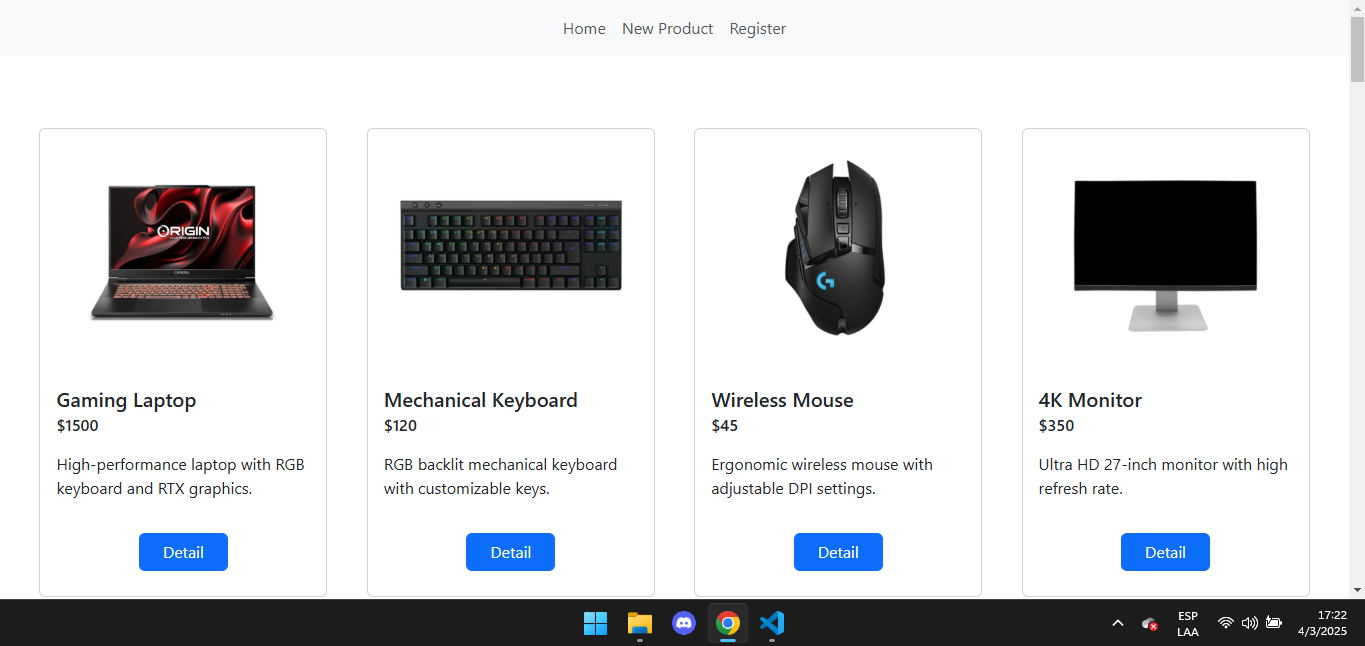 Home New Product Register
ORIGIN
ORIGIN
Gaming Laptop
$1500
High-performance laptop with RGB
keyboard and RTX graphics.
Detail
Mechanical Keyboard
$120
RGB backlit mechanical keyboard
with customizable keys.
Detail
G
Wireless Mouse
$45
Ergonomic wireless mouse with
adjustable DPI settings.
Detail
4K Monitor
$350
Ultra HD 27-inch monitor with high
refresh rate.
Detail
ESP
LAA
17:22
4/3/2025